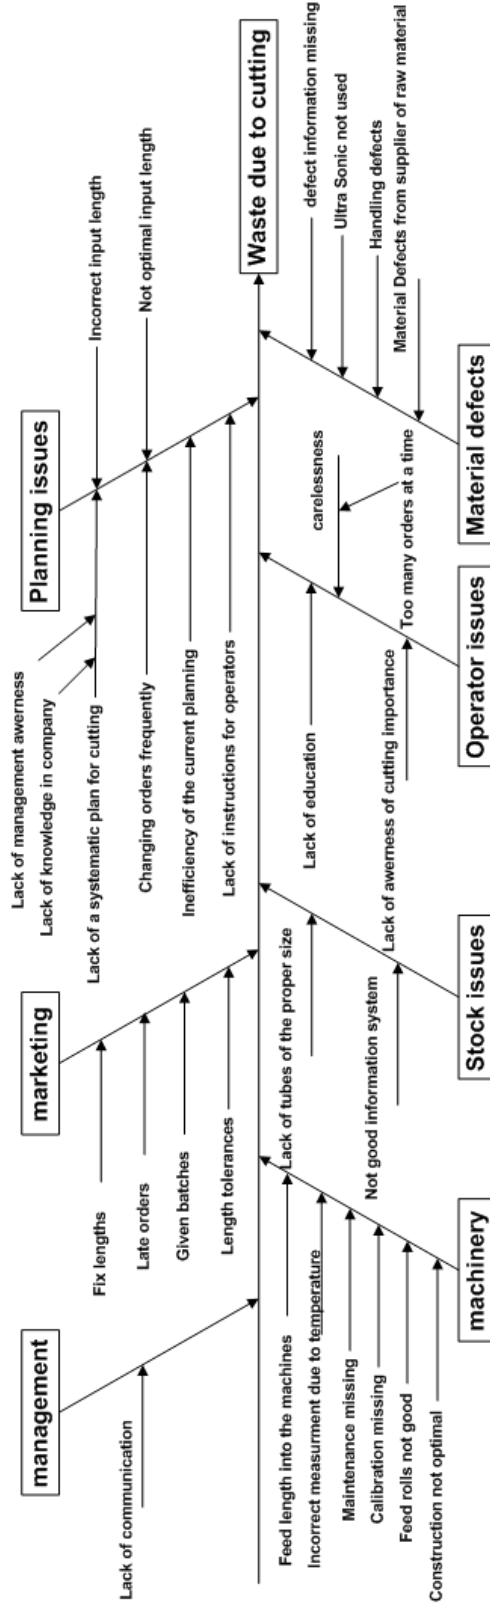 management
Lack of communication
marketing
Fix lengths
Late orders
Given batches
Length tolerances
Planning issues
Lack of management awerness
Lack of knowledge in company
Lack of a systematic plan for cutting
Changing orders frequently
Inefficiency of the current planning
Lack of instructions for operators
Incorrect input length
Not optimal input length
Waste due to cutting
Feed length into the machines
Incorrect measurment due to temperature
Maintenance missing
Calibration missing
Feed rolls not good
Construction not optimal
machinery
Lack of tubes of the proper size
Not good information system
Stock issues
Lack of education
carelessness
Too many orders at a time
Lack of awerness of cutting importance
Operator issues
defect information missing
Ultra Sonic not used
Handling defects
Material Defects from supplier of raw material
Material defects